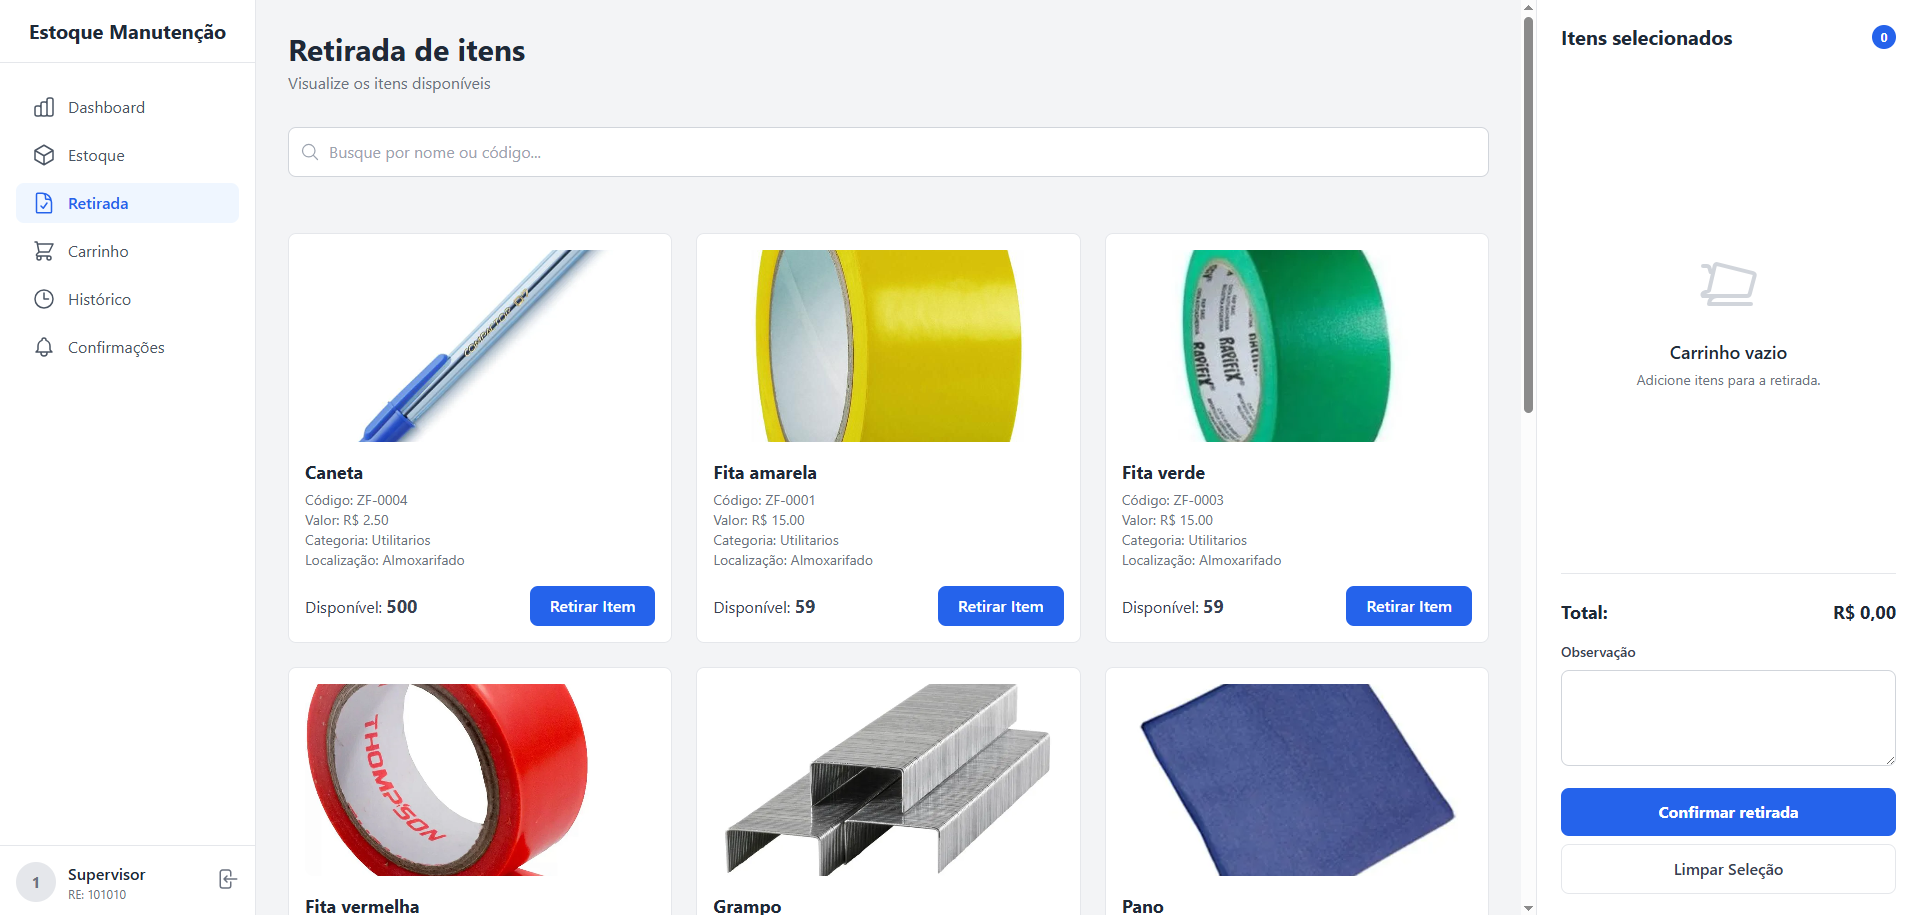 Estoque Manutenção
Dashboard
Estoque
Retirada
Carrinho
Histórico
Confirmações
1
Supervisor
RE: 101010
Retirada de itens
Visualize os itens disponíveis
Busque por nome ou código...
Caneta
Código: ZF-0004
Valor: R$ 2.50
Categoria: Utilitarios
Localização: Almoxarifado
Disponível: 500
Retirar Item
Fita amarela
Código: ZF-0001
Valor: R$ 15.00
Categoria: Utilitarios
Localização: Almoxarifado
Disponível: 59
Retirar Item
RAPIFIX
RAPIFIX
Fita verde
Código: ZF-0003
Valor: R$ 15.00
Categoria: Utilitarios
Localização: Almoxarifado
Disponível: 59
Retirar Item
THOMPSON
Fita vermelha
Grampo
Pano
Itens selecionados
0
Carrinho vazio
Adicione itens para a retirada.
Total:
R$ 0,00
Observação
Confirmar retirada
Limpar Seleção